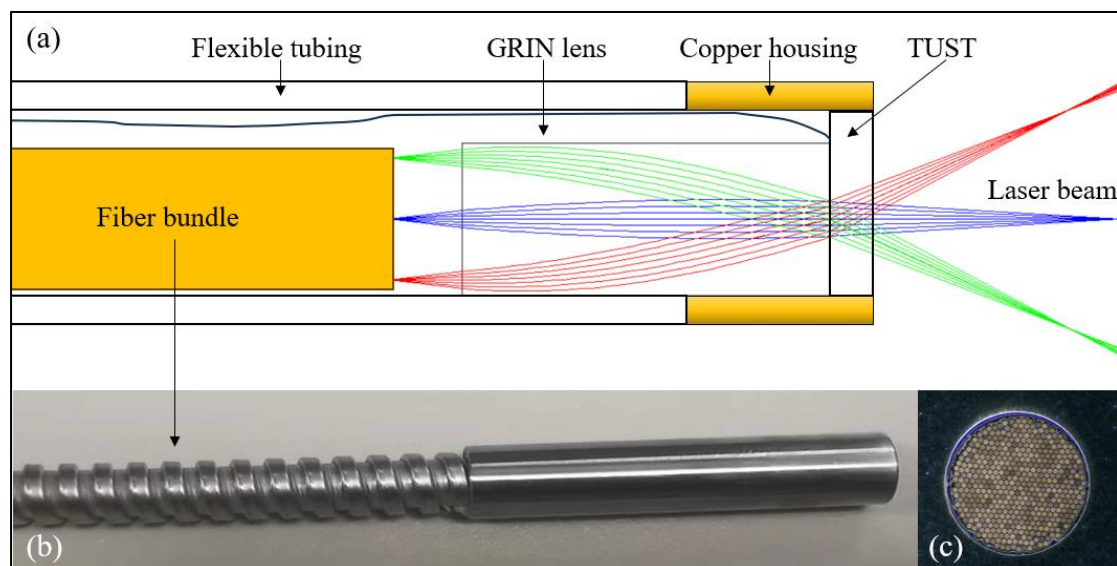 (a)
Flexible tubing
GRIN lens
Copper housing
TUST
Laser beam
Fiber bundle
(b)
(c)